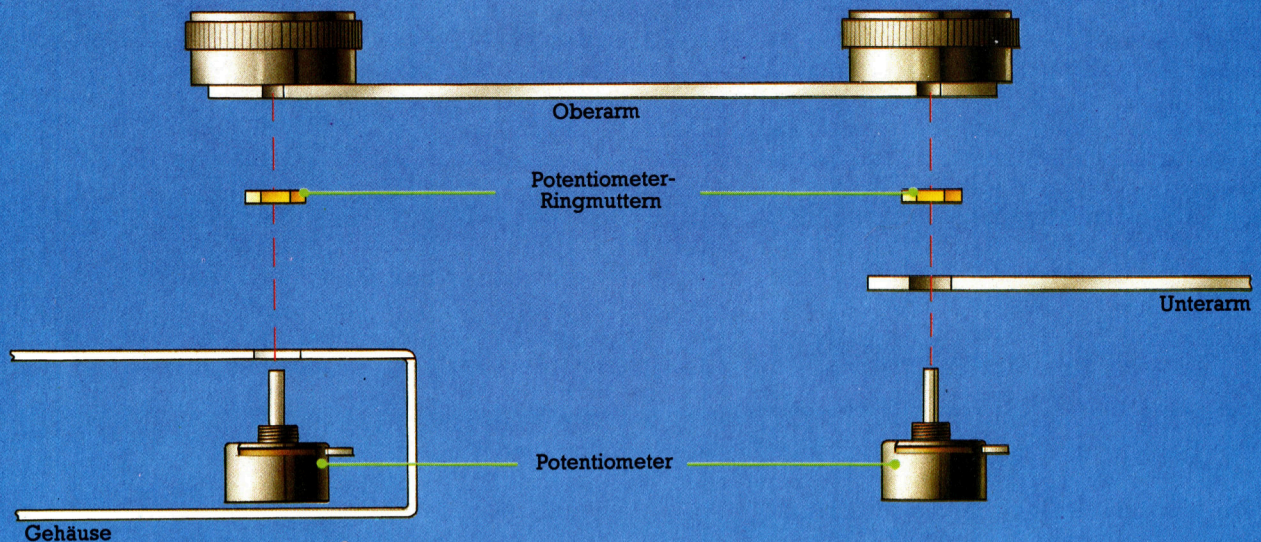 Oberarm
Potentiometer-
Ringmuttern
Unterarm
Potentiometer
Gehäuse